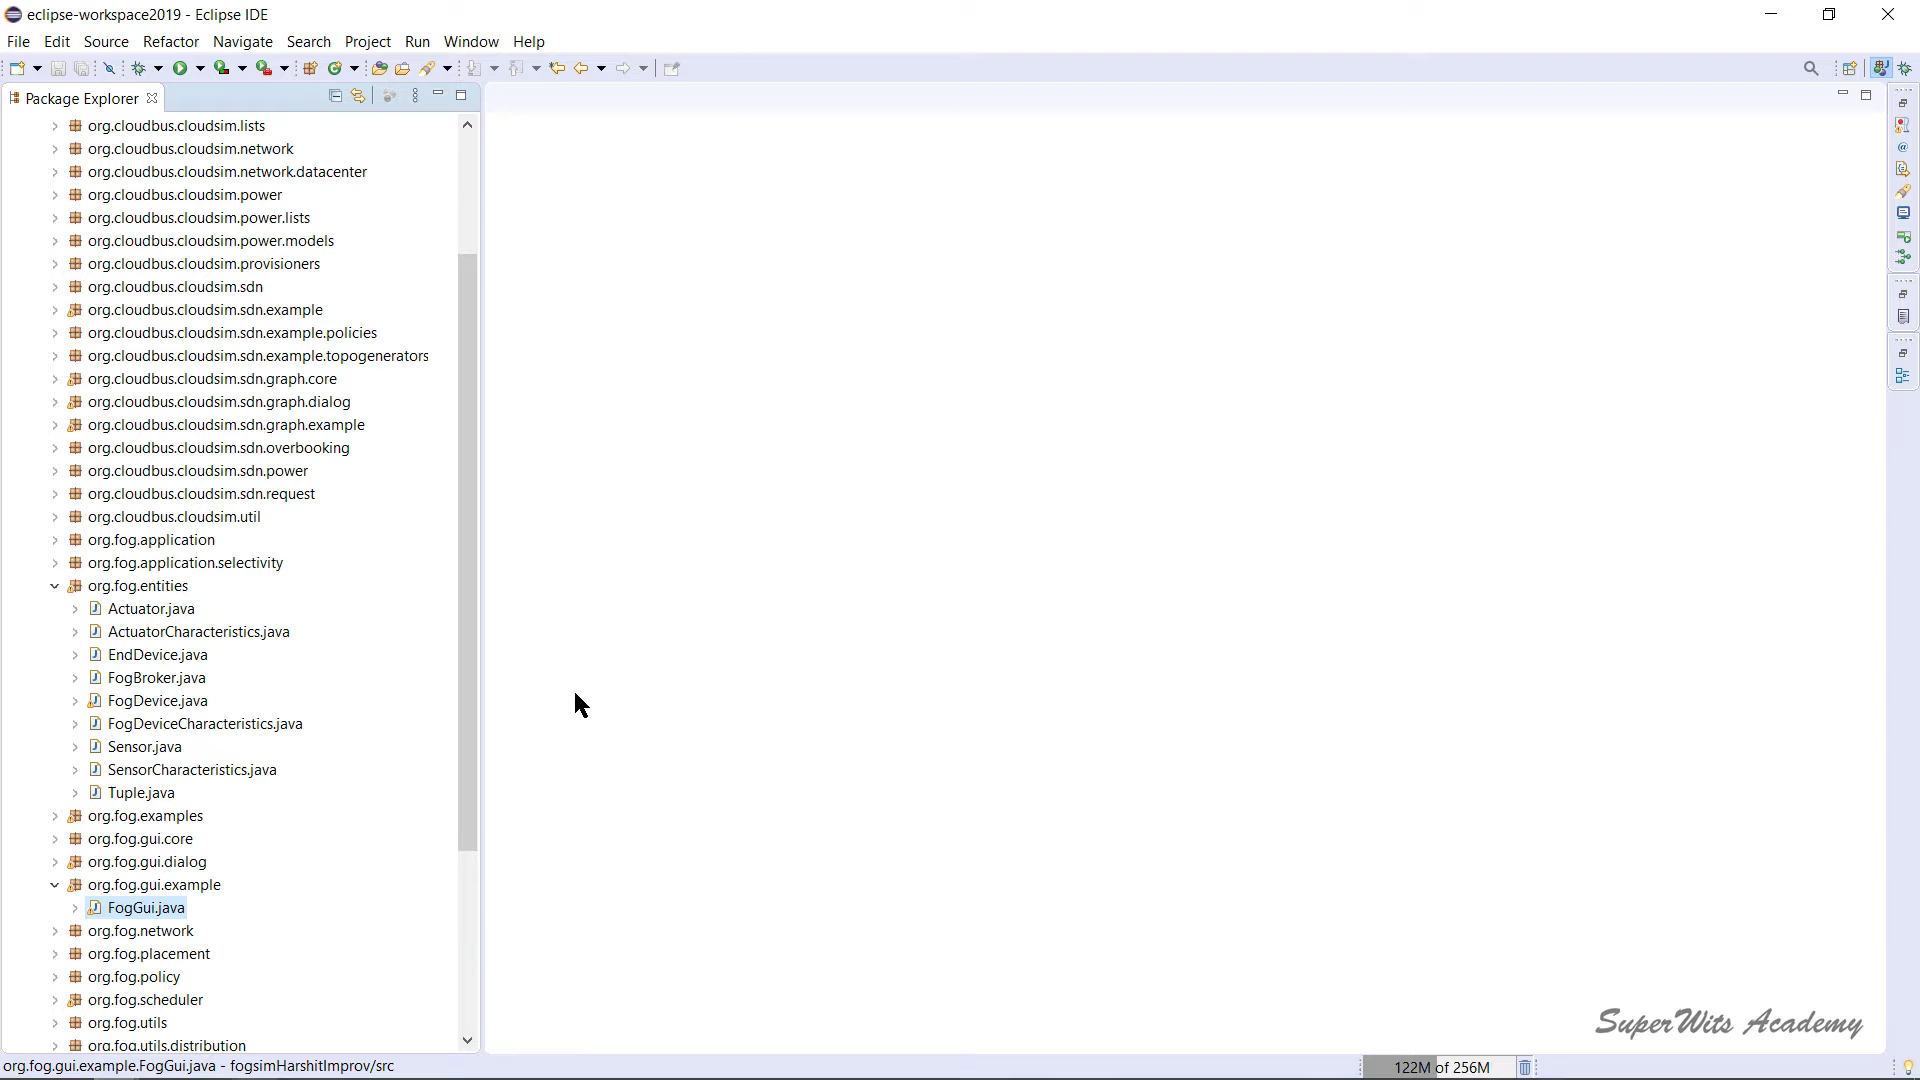 eclipse-workspace2019 - Eclipse IDE
File Edit Source Refactor Navigate Search Project Run Window Help
Package Explorer
org.cloudbus.cloudsim.lists
org.cloudbus.cloudsim.network
org.cloudbus.cloudsim.network.datacenter
org.cloudbus.cloudsim.power
org.cloudbus.cloudsim.power.lists
org.cloudbus.cloudsim.power.models
org.cloudbus.cloudsim.provisioners
org.cloudbus.cloudsim.sdn
org.cloudbus.cloudsim.sdn.example
org.cloudbus.cloudsim.sdn.example.policies
org.cloudbus.cloudsim.sdn.example.topogenerators
org.cloudbus.cloudsim.sdn.graph.core
org.cloudbus.cloudsim.sdn.graph.dialog
org.cloudbus.cloudsim.sdn.graph.example
org.cloudbus.cloudsim.sdn.overbooking
org.cloudbus.cloudsim.sdn.power
org.cloudbus.cloudsim.sdn.request
org.cloudbus.cloudsim.util
org.fog.application
org.fog.application.selectivity
org.fog.entities
Actuator.java
ActuatorCharacteristics.java
EndDevice.java
FogBroker.java
FogDevice.java
FogDeviceCharacteristics.java
Sensor.java
SensorCharacteristics.java
Tuple.java
org.fog.examples
org.fog.gui.core
org.fog.gui.dialog
org.fog.gui.example
FogGui.java
org.fog.network
org.fog.placement
org.fog.policy
org.fog.scheduler
org.fog.utils
org.fog.utils.distribution
SuperWits Academy
org.fog.gui.example.FogGui.java - fogsimHarshitImprov/src
122M of 256M